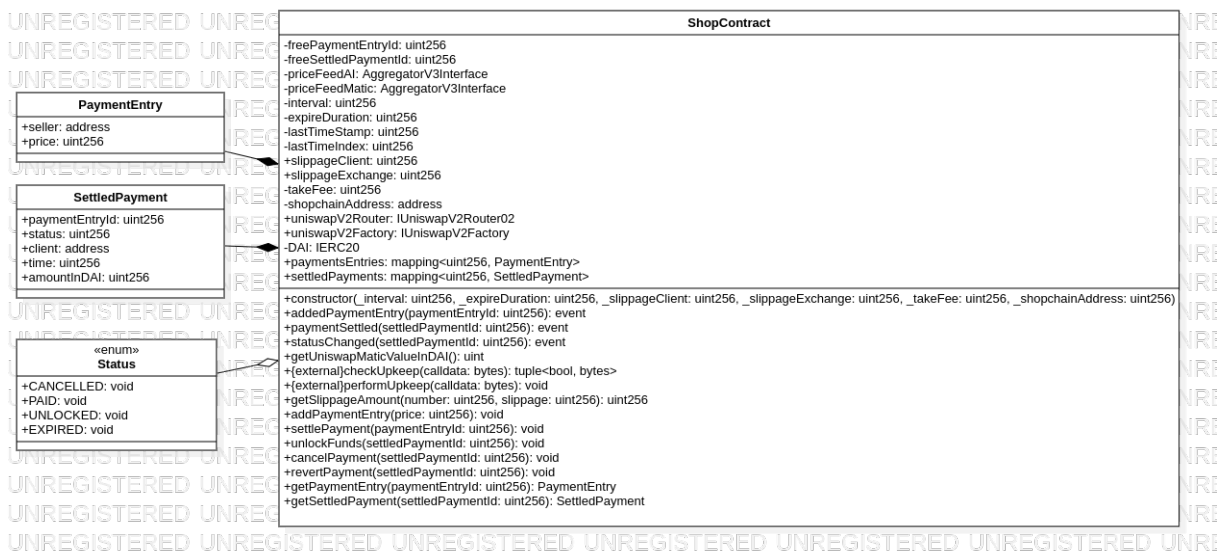 UNREGISTERED UNREGISTERED UNREGISTERED UNREGISTERED UNREGISTERED UNREGISTERED
PaymentEntry
+seller: address
+price: uint256
SettledPayment
+paymentEntryId: uint256
+status: uint256
+client: address
+time: uint256
+amountInDAI: uint256
«enum»
Status
+CANCELLED: void
+PAID: void
+UNLOCKED: void
+EXPIRED: void
ShopContract
-freePaymentEntryId: uint256
-freeSettledPaymentId: uint256
-priceFeedAI: AggregatorV3Interface
-priceFeedMatic: AggregatorV3Interface
-interval: uint256
-expireDuration: uint256
-lastTimeStamp: uint256
-lastTimeIndex: uint256
+slippageClient: uint256
+slippageExchange: uint256
-takeFee: uint256
-shopchainAddress: address
+uniswapV2Router: IUniswapV2Router02
+uniswapV2Factory: IUniswapV2Factory
-DAI: IERC20
+paymentsEntries: mapping<uint256, PaymentEntry>
+settledPayments: mapping<uint256, SettledPayment>
+constructor(_interval: uint256, _expireDuration: uint256, _slippageClient: uint256, _slippageExchange: uint256, _takeFee: uint256, _shopchainAddress: uint256)
+addedPaymentEntry(paymentEntryId: uint256): event
+paymentSettled(settledPaymentId: uint256): event
+statusChanged(settledPaymentId: uint256): event
+getUniswapMaticValueInDAI(): uint
+{external}checkUpkeep(calldata: bytes): tuple<bool, bytes>
+{external}performUpkeep(calldata: bytes): void
+getSlippageAmount(number: uint256, slippage: uint256): uint256
+addPaymentEntry(price: uint256): void
+settlePayment(paymentEntryId: uint256): void
+unlockFunds(settledPaymentId: uint256): void
+cancelPayment(settledPaymentId: uint256): void
+revertPayment(settledPaymentId: uint256): void
+getPaymentEntry(paymentEntryId: uint256): PaymentEntry
+getSettledPayment(settledPaymentId: uint256): SettledPayment